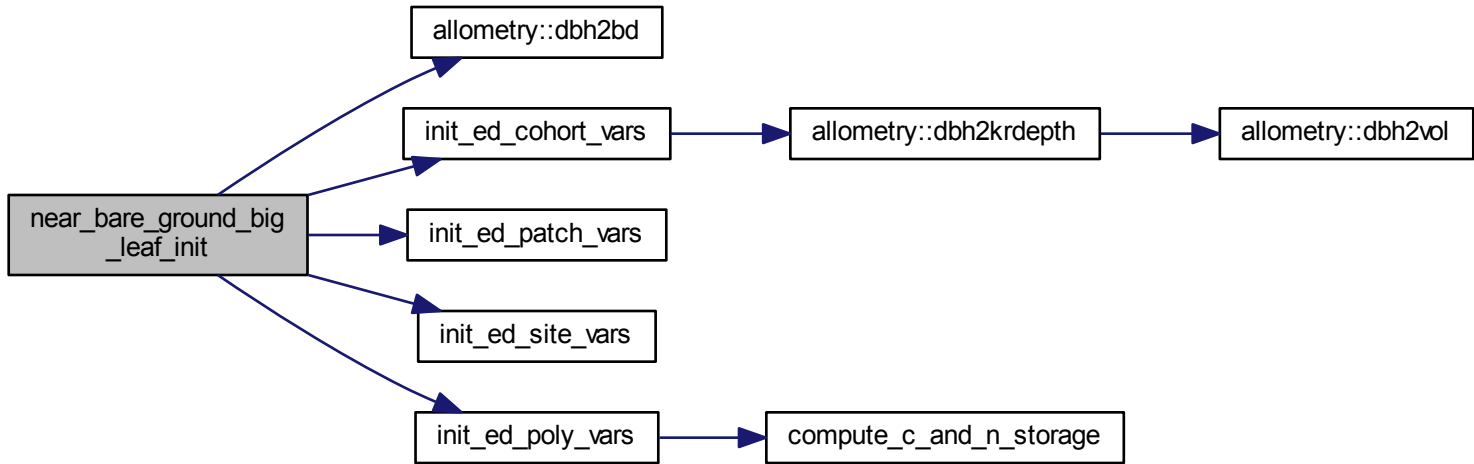 allometry::dbh2bd
init_ed_cohort_vars
allometry::dbh2krdepth
allometry::dbh2vol
near_bare_ground_big
_leaf_init
init_ed_patch_vars
init_ed_site_vars
init_ed_poly_vars
compute_c_and_n_storage